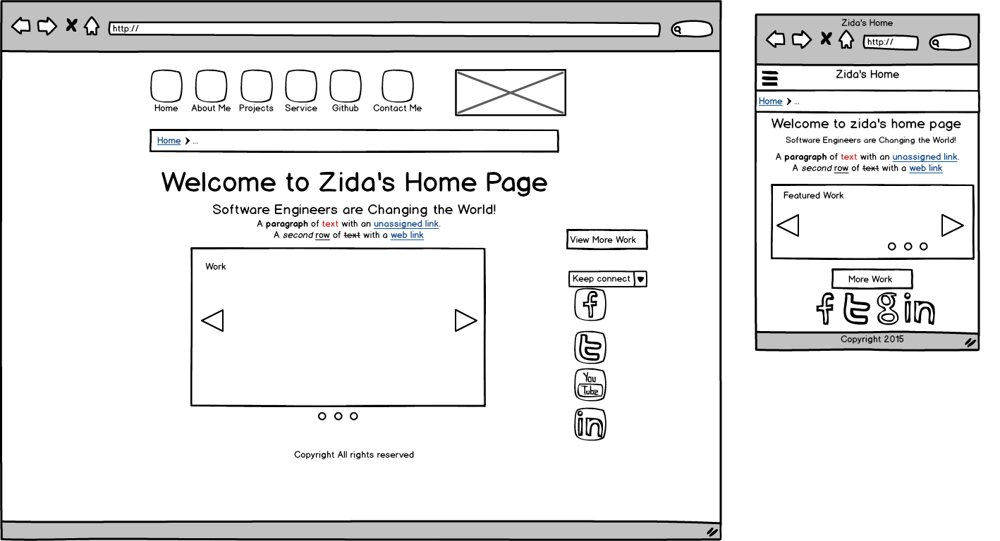 http://
Home About Me Projects Service Github Contact Me
Home > ...
Welcome to Zida's Home Page
Software Engineers are Changing the World!
A paragraph of text with an unassigned link.
A second row of text with a web link
Work
View More Work
Keep connect
f
t
You
Tube
in
Copyright All rights reserved
Zida's Home
http://
Zida's Home
Home > ...
Welcome to zida's home page
Software Engineers are Changing the World!
A paragraph of text with an unassigned link.
A second row of text with a web link
Featured Work
More Work
f t g in
Copyright 2015